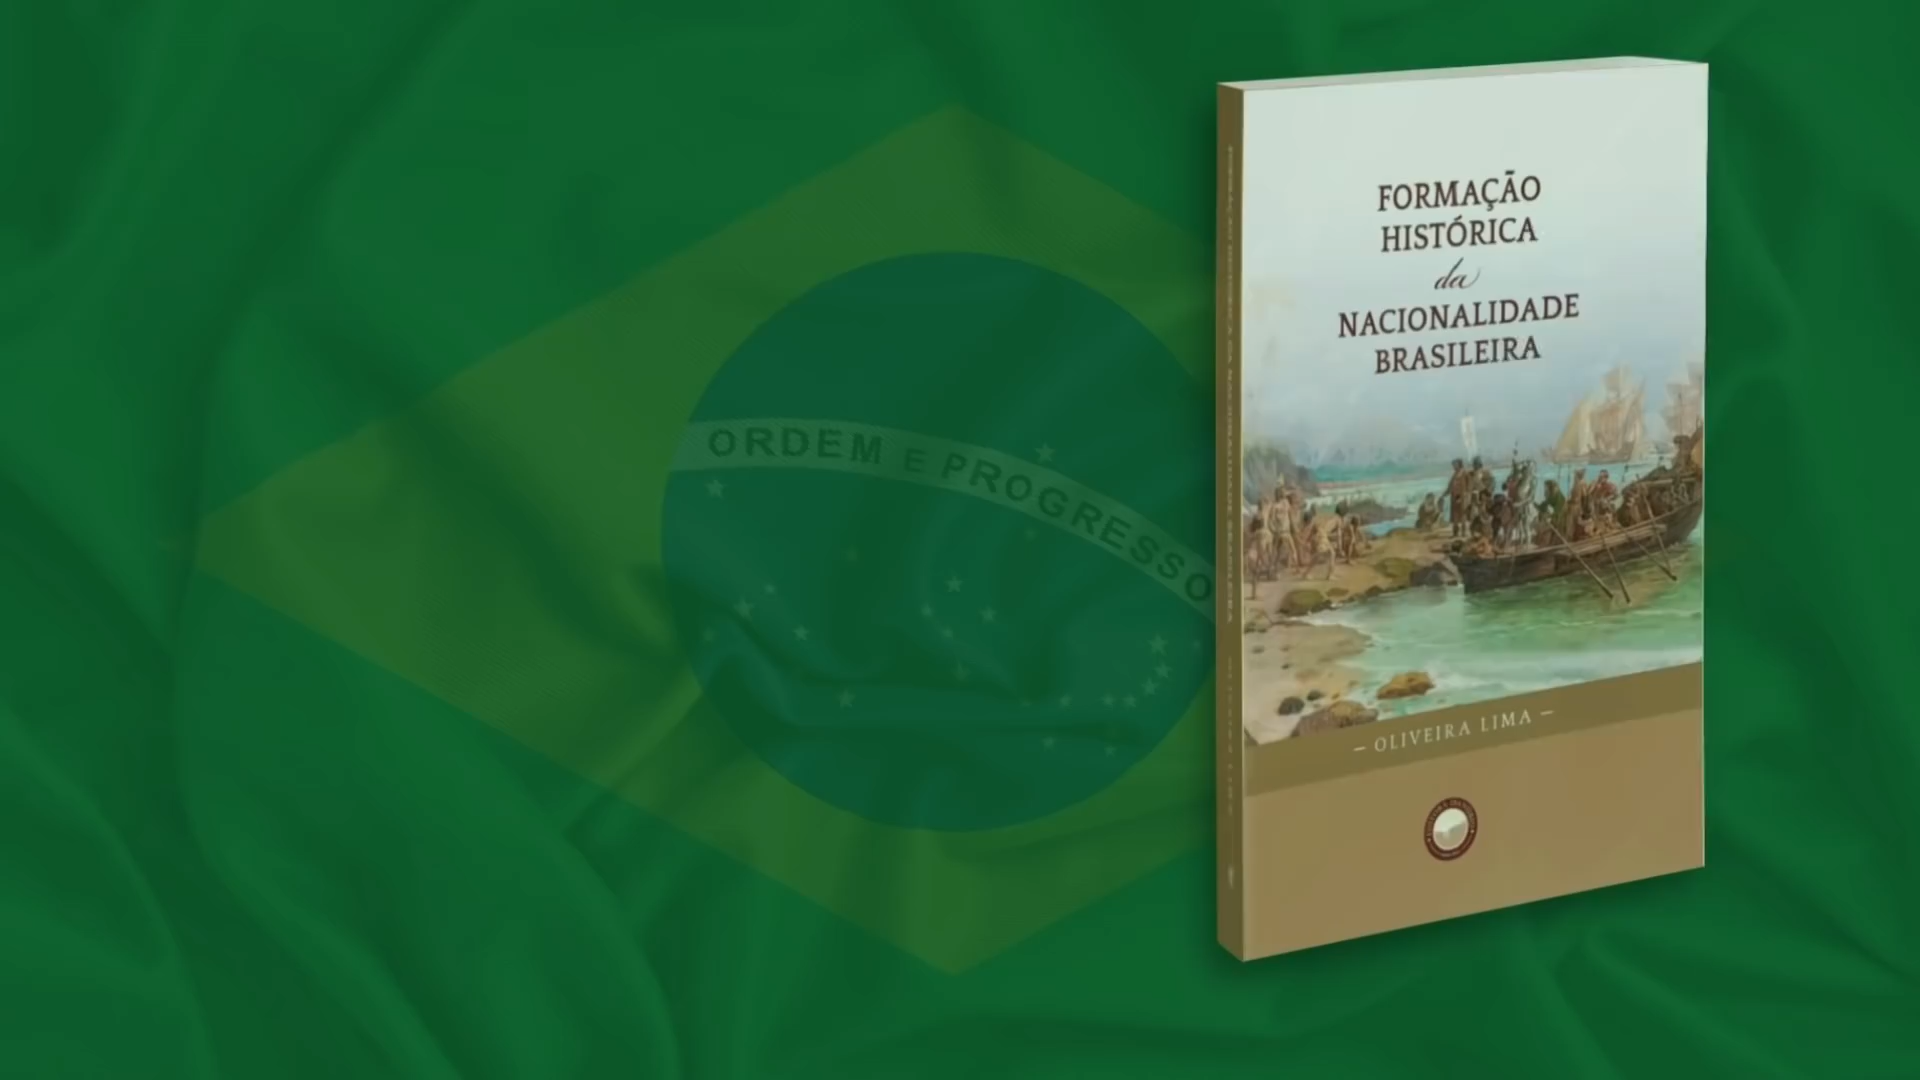 ORDEM E PROGRESSO
FORMAÇÃO
HISTÓRICA
da
NACIONALIDADE
BRASILEIRA
— OLIVEIRA LIMA —